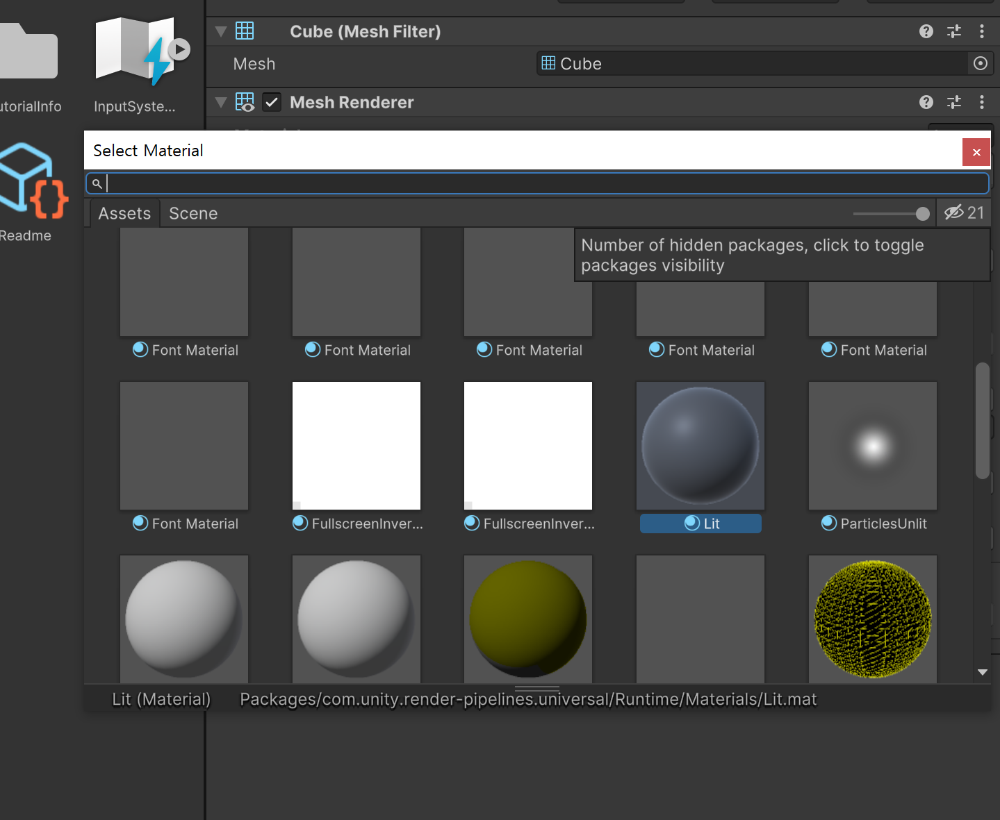 Cube (Mesh Filter)
Mesh
Cube
Mesh Renderer
utorialInfo
InputSyste...
Readme
Select Material
Assets
Scene
21
Number of hidden packages, click to toggle
packages visibility
Font Material
Font Material
Font Material
Font Material
Font Material
Font Material
FullscreenInver...
FullscreenInver...
Lit
ParticlesUnlit
Lit (Material)
Packages/com.unity.render-pipelines.universal/Runtime/Materials/Lit.mat